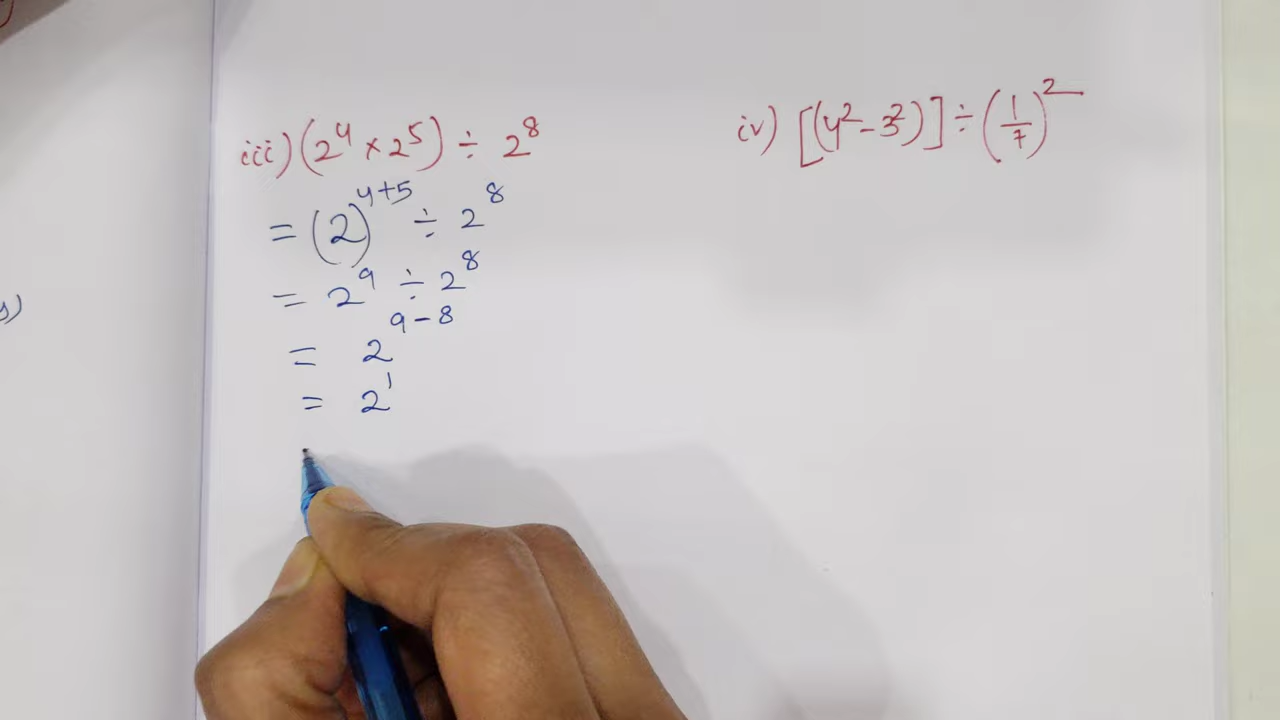 iii) (2⁴ × 2⁵) ÷ 2⁸
= (2)⁴⁺⁵ ÷ 2⁸
= 2⁹ ÷ 2⁸
= 2⁹⁻⁸
= 2¹
iv) [(4² - 3²)] ÷ (1/7)²